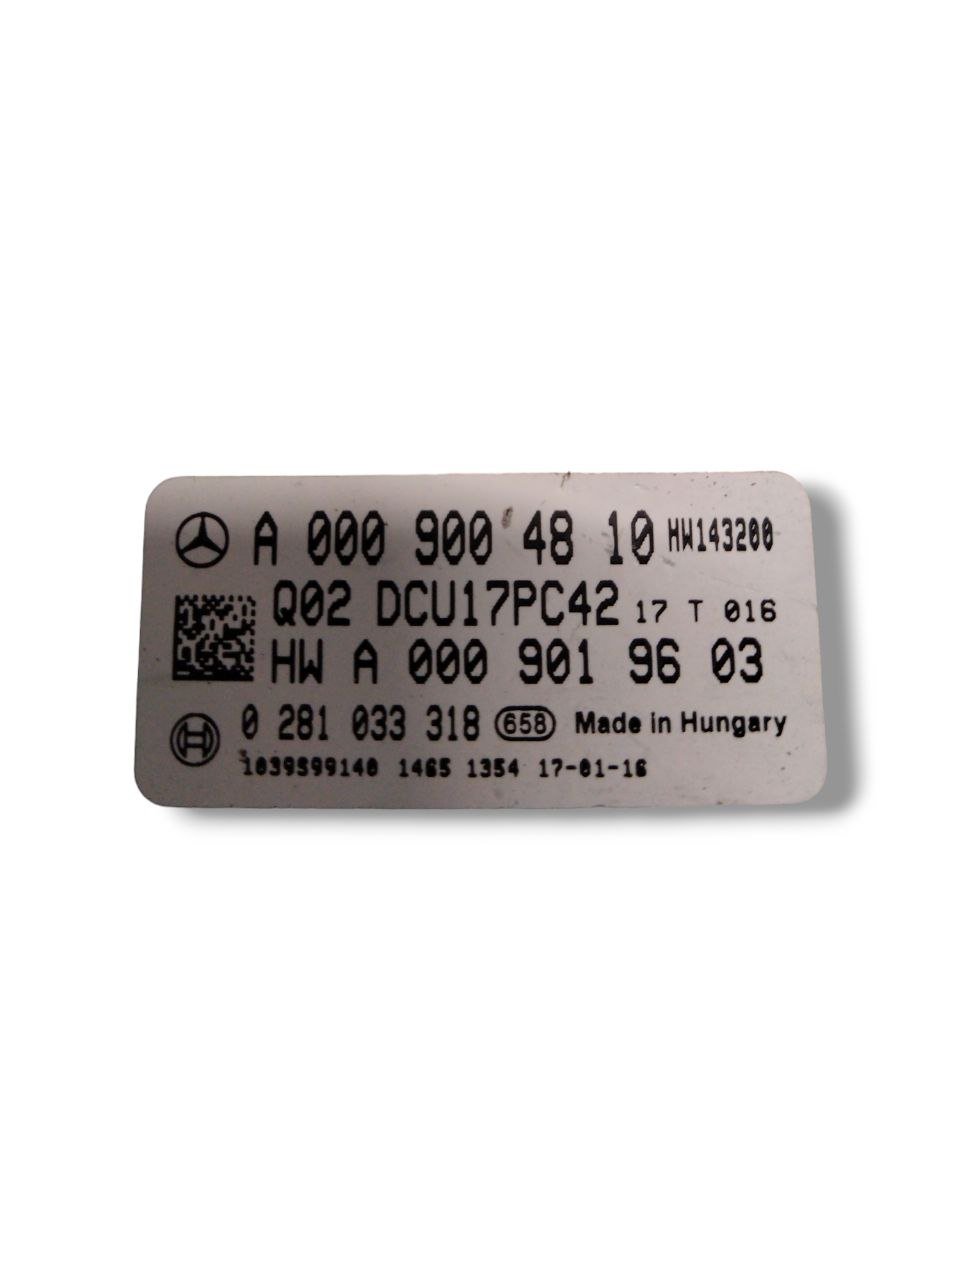 A 000 900 48 10 HW143200
Q02 DCU17PC42 17 T 016
HW A 000 901 96 03
0 281 033 318 658 Made in Hungary
1039S99140 1465 1354 17-01-16